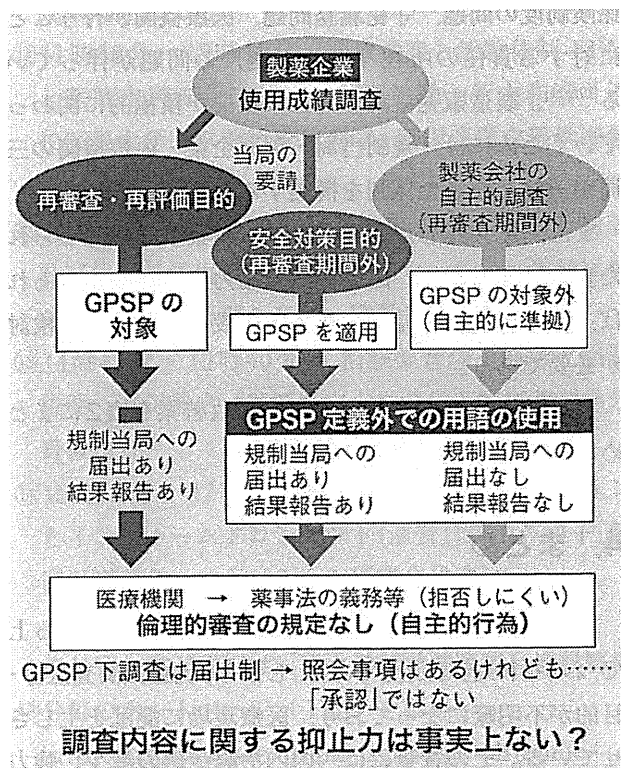 製薬企業
使用成績調査
再審査・再評価目的
当局の
要請
製薬会社の
自主的調査
(再審査期間外)
安全対策目的
(再審査期間外)
GPSP の
対象
GPSP を適用
GPSP の対象外
(自主的に準拠)
規制当局への
届出あり
結果報告あり
GPSP 定義外での用語の使用
規制当局への
届出あり
結果報告あり
規制当局への
届出なし
結果報告なし
医療機関 → 薬事法の義務等(拒否しにくい)
倫理的審査の規定なし(自主的行為)
GPSP 下調査は届出制 → 照会事項はあるけれども……
「承認」ではない
調査内容に関する抑止力は事実上ない?